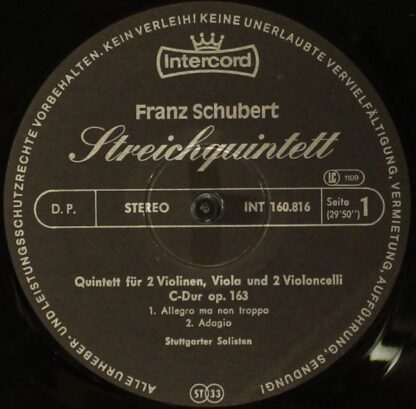 ALLE URHEBER- UND LEISTUNGSSCHUTZRECHTE VORBEHALTEN. KEIN VERLEIH! KEINE UNERLAUBTE VERVIELFÄLTIGUNG, VERMIETUNG, AUFFÜHRUNG, SENDUNG!
Intercord
Franz Schubert
Streichquintett
LC 1109
D. P. STEREO INT 160.816 Seite 1
(29'50'')
Quintett für 2 Violinen, Viola und 2 Violoncelli
C-Dur op. 163
1. Allegro ma non troppo
2. Adagio
Stuttgarter Solisten
ST 33